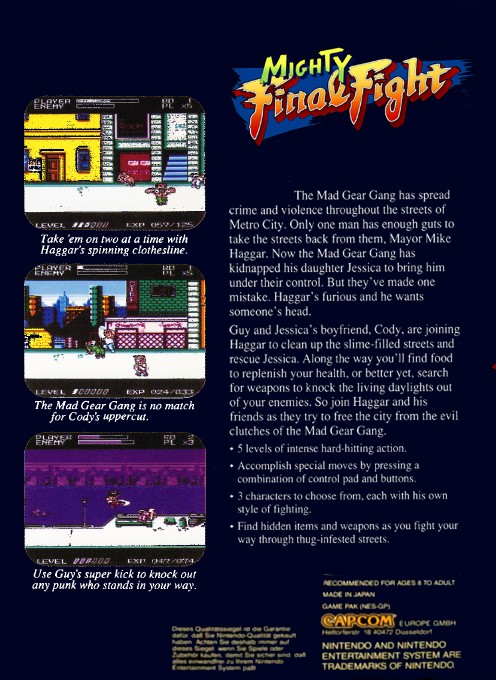 MIGHTY
Final Fight
PLAYER
ENEMY
RD 1
PL x5
LEVEL
EXP 057/125
Take 'em on two at a time with
Haggar's spinning clothesline.
PLAYER
ENEMY
RD 1
PL x5
LEVEL
EXP 024/033
The Mad Gear Gang is no match
for Cody's uppercut.
PLAYER
ENEMY
RD 2
PL x3
LEVEL
EXP 047/074
Use Guy's super kick to knock out
any punk who stands in your way.
The Mad Gear Gang has spread
crime and violence throughout the streets of
Metro City. Only one man has enough guts to
take the streets back from them, Mayor Mike
Haggar. Now the Mad Gear Gang has
kidnapped his daughter Jessica to bring him
under their control. But they've made one
mistake. Haggar's furious and he wants
someone's head.
Guy and Jessica's boyfriend, Cody, are joining
Haggar to clean up the slime-filled streets and
rescue Jessica. Along the way you'll find food
to replenish your health, or better yet, search
for weapons to knock the living daylights out
of your enemies. So join Haggar and his
friends as they try to free the city from the evil
clutches of the Mad Gear Gang.
• 5 levels of intense hard-hitting action.
• Accomplish special moves by pressing a
combination of control pad and buttons.
• 3 characters to choose from, each with his own
style of fighting.
• Find hidden items and weapons as you fight your
way through thug-infested streets.
Dieses Qualitätssiegel ist die Garantie
dafür daß Sie Nintendo-Qualität gekauft
haben. Achten Sie deshalb immer auf
dieses Siegel, wenn Sie Spiele oder
Zubehör kaufen, damit Sie sicher sind, daß
alles einwandfrei zu Ihrem Nintendo
Entertainment System paßt
RECOMMENDED FOR AGES 6 TO ADULT
MADE IN JAPAN
GAME PAK (NES-GP)
CAPCOM EUROPE GMBH
Heltorferstr 18 40472 Düsseldorf
NINTENDO AND NINTENDO
ENTERTAINMENT SYSTEM ARE
TRADEMARKS OF NINTENDO.